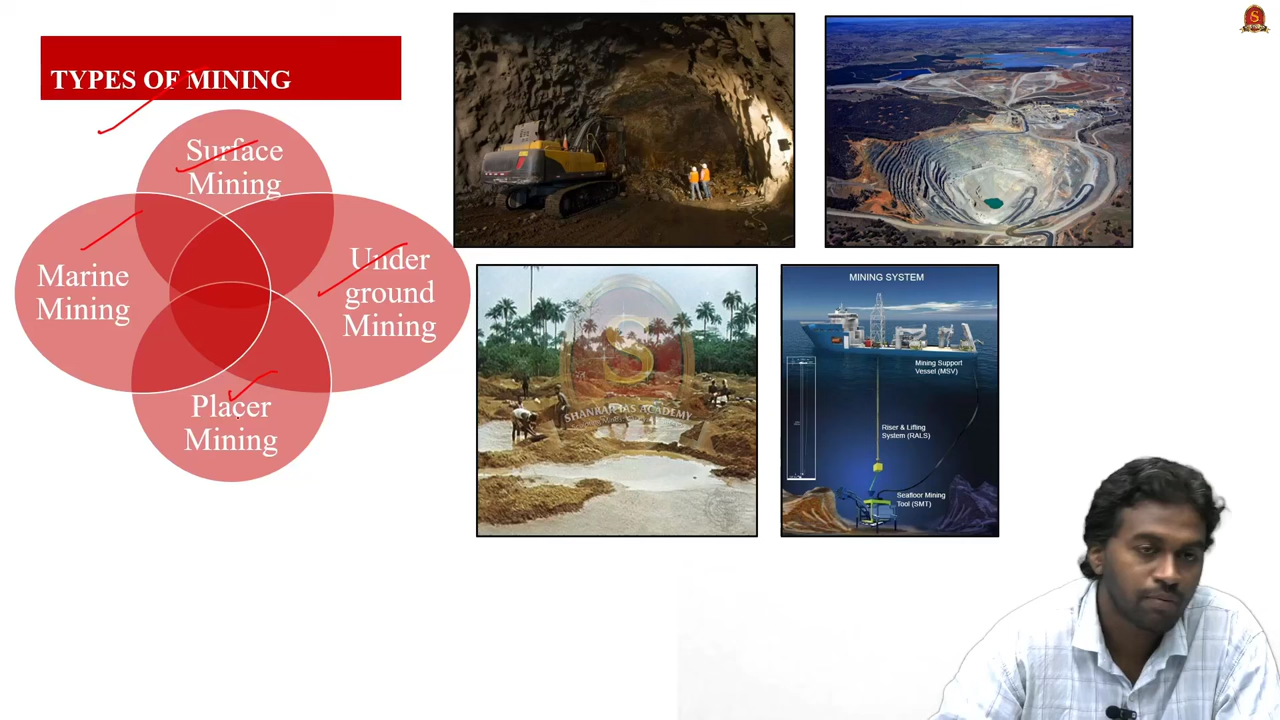 TYPES OF MINING
Surface
Mining
Marine
Mining
Under
ground
Mining
Placer
Mining
SHANKAR IAS ACADEMY
MINING SYSTEM
Mining Support
Vessel (MSV)
Riser & Lifting
System (RALS)
Seafloor Mining
Tool (SMT)
S